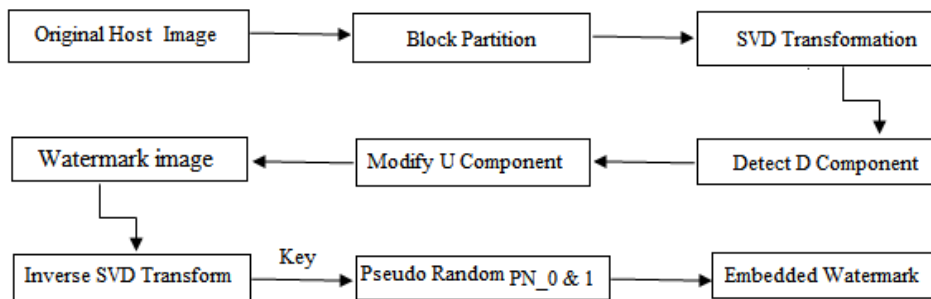 Original Host Image
Block Partition
SVD Transformation
Detect D Component
Modify U Component
Watermark image
Inverse SVD Transform
Key
Pseudo Random PN_0 & 1
Embedded Watermark